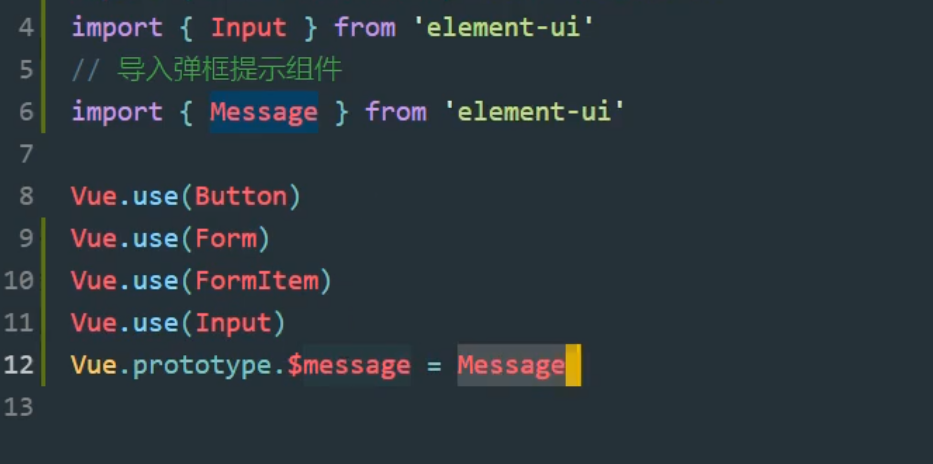 4 import { Input } from 'element-ui'
5 // 导入弹框提示组件
6 import { Message } from 'element-ui'
7
8 Vue.use(Button)
9 Vue.use(Form)
10 Vue.use(FormItem)
11 Vue.use(Input)
12 Vue.prototype.$message = Message
13